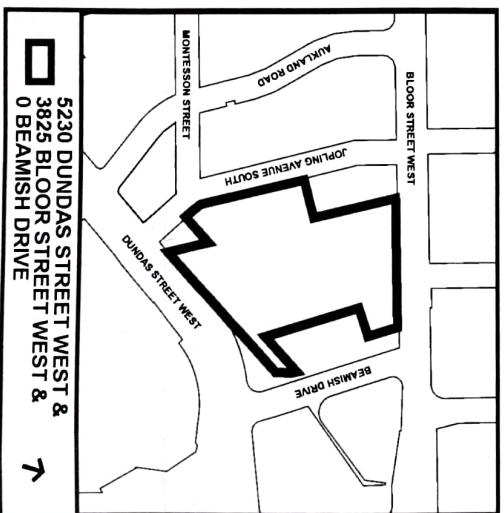 MONTESSON STREET
AUKLAND ROAD
BLOOR STREET WEST
JOPLING AVENUE SOUTH
DUNDAS STREET WEST
BEAMISH DRIVE
5230 DUNDAS STREET WEST &
3825 BLOOR STREET WEST &
0 BEAMISH DRIVE